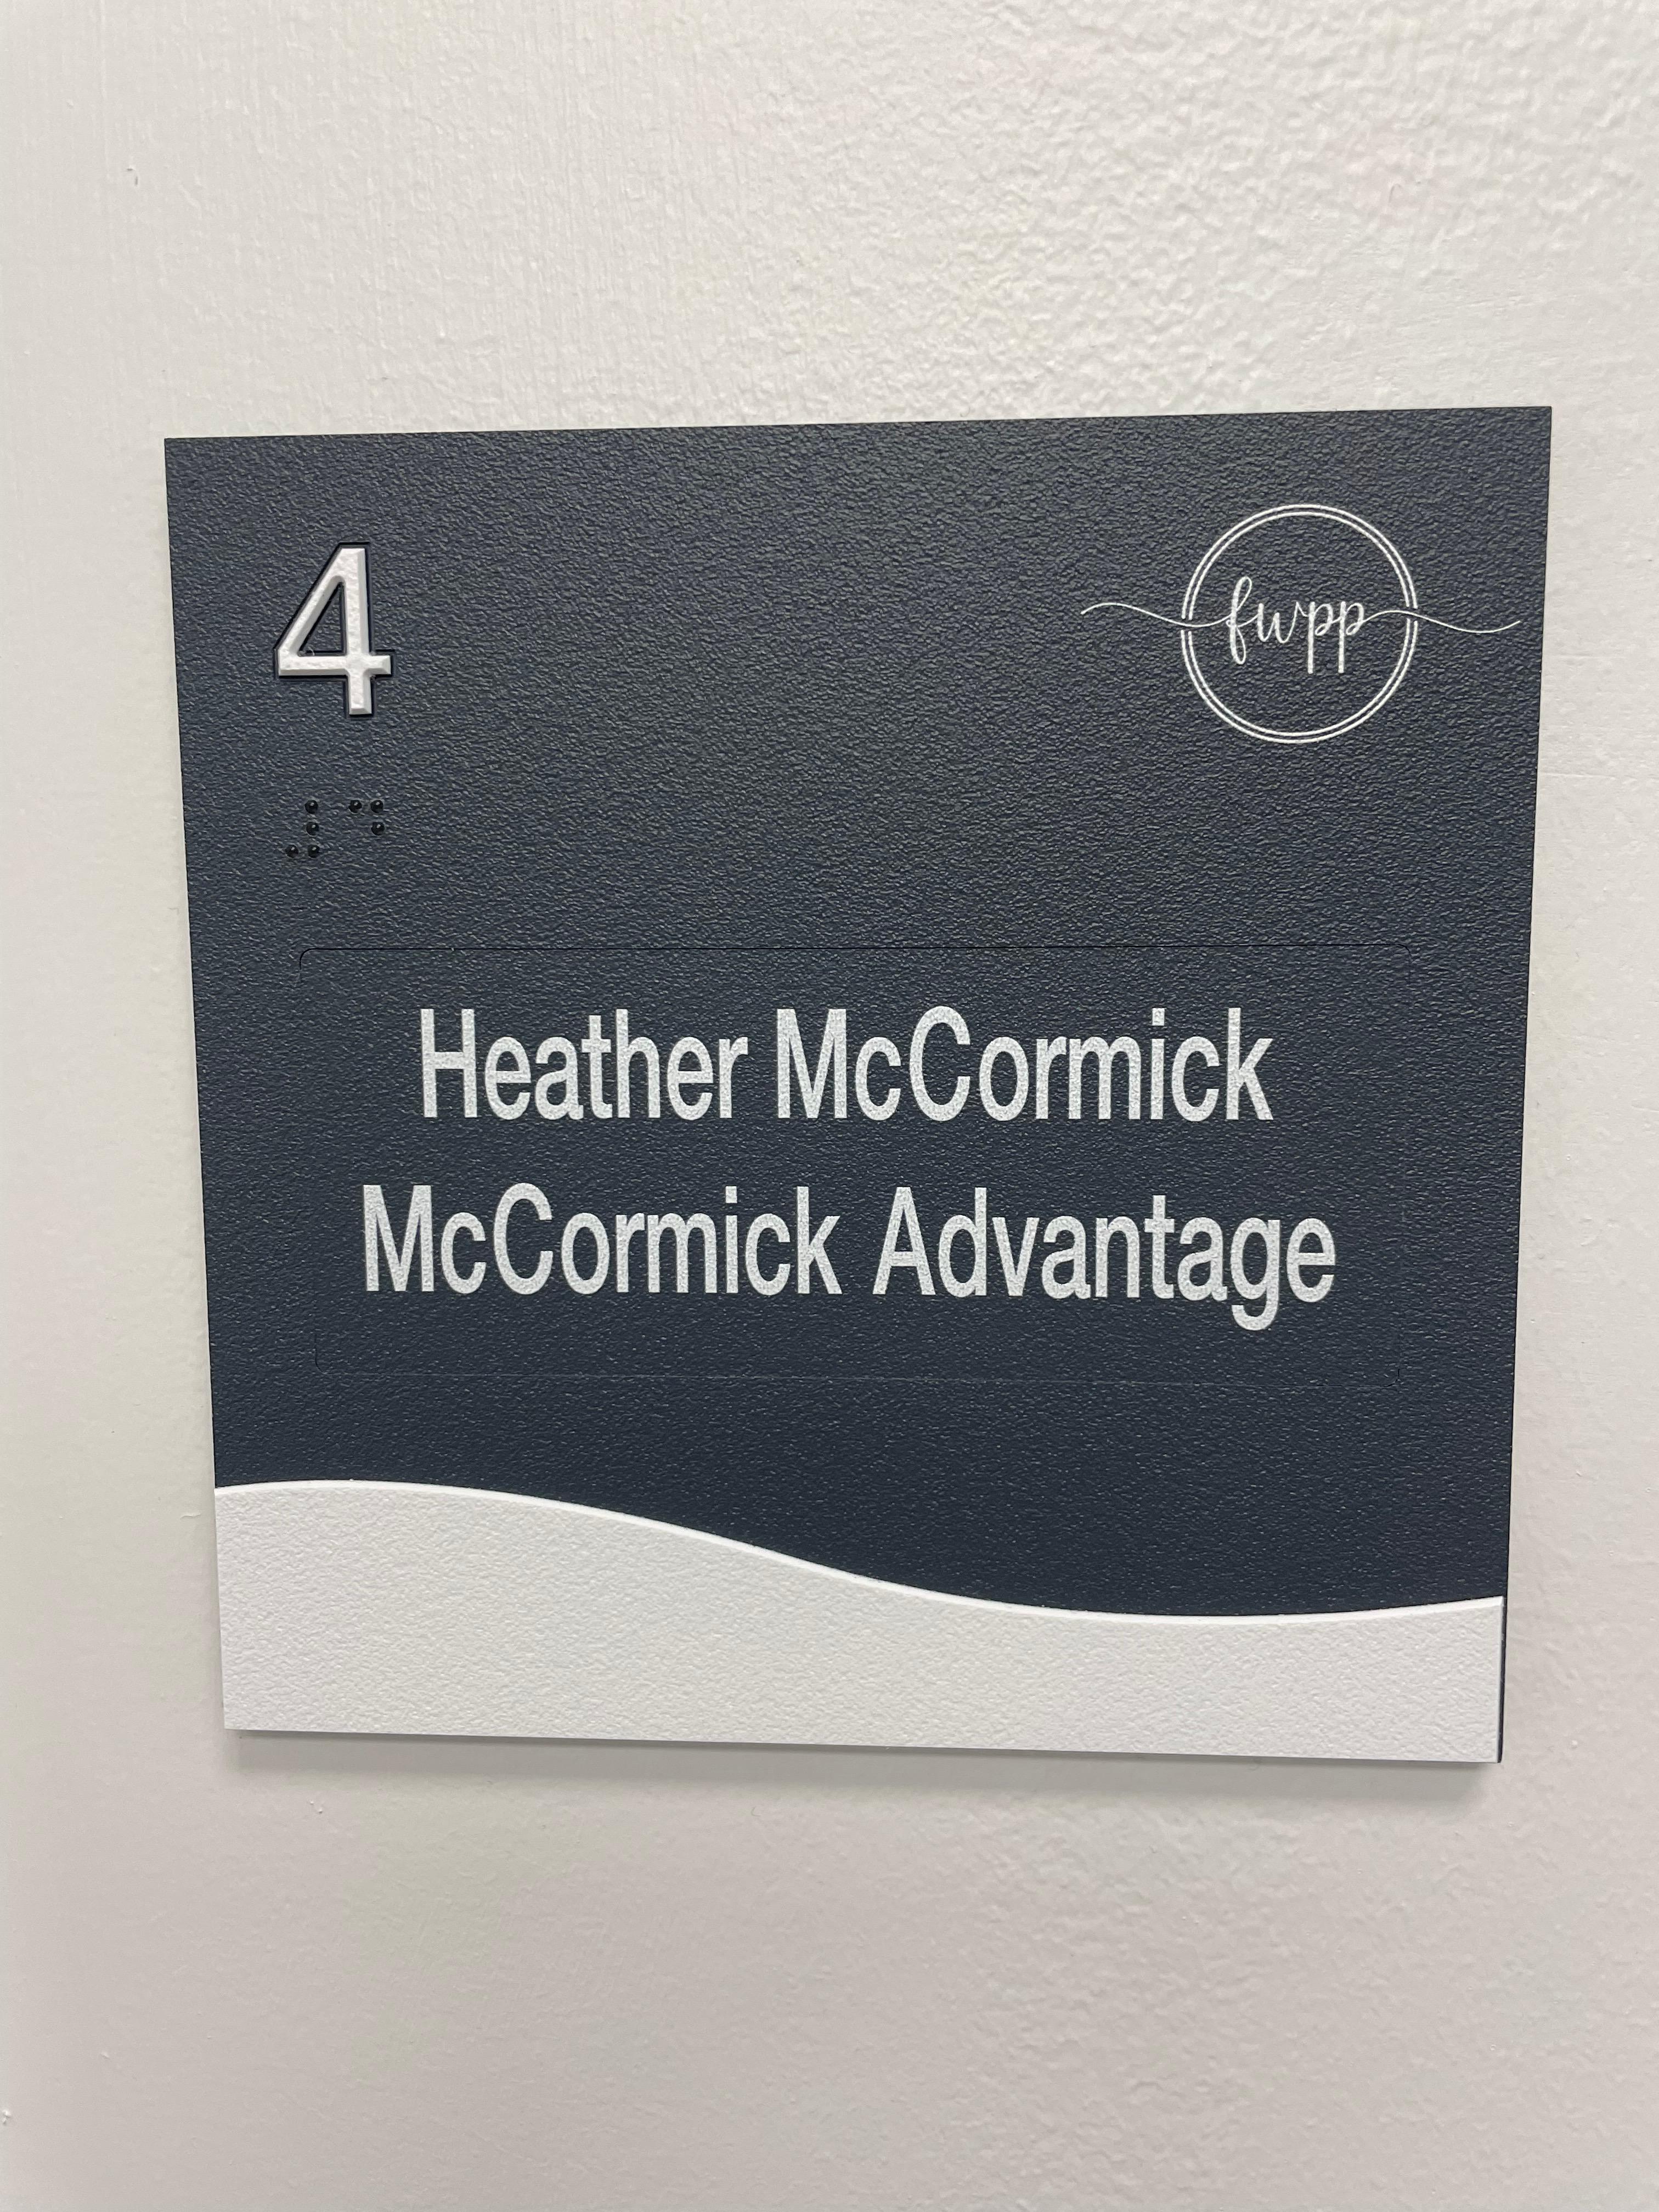 4
fwpp
⠼⠙
Heather McCormick
McCormick Advantage